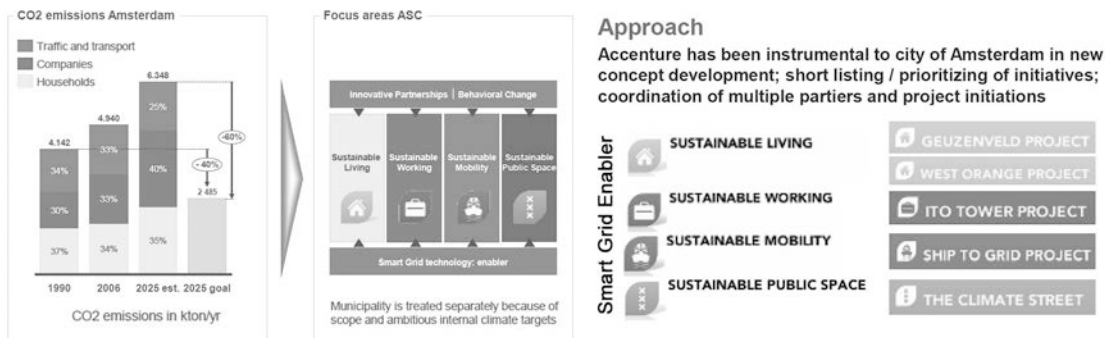 CO2 emissions Amsterdam
Traffic and transport
Companies
Households
6.348
4.940
4.142
25%
33%
34%
40%
33%
30%
35%
34%
37%
-60%
- 40%
2 485
1990 2006 2025 est. 2025 goal
CO2 emissions in kton/yr
Focus areas ASC
Innovative Partnerships | Behavioral Change
Sustainable Living
Sustainable Working
Sustainable Mobility
Sustainable Public Space
Smart Grid technology: enabler
Municipality is treated separately because of
scope and ambitious internal climate targets
Approach
Accenture has been instrumental to city of Amsterdam in new
concept development; short listing / prioritizing of initiatives;
coordination of multiple partiers and project initiations
Smart Grid Enabler
SUSTAINABLE LIVING
SUSTAINABLE WORKING
SUSTAINABLE MOBILITY
SUSTAINABLE PUBLIC SPACE
GEUZENVELD PROJECT
WEST ORANGE PROJECT
ITO TOWER PROJECT
SHIP TO GRID PROJECT
THE CLIMATE STREET